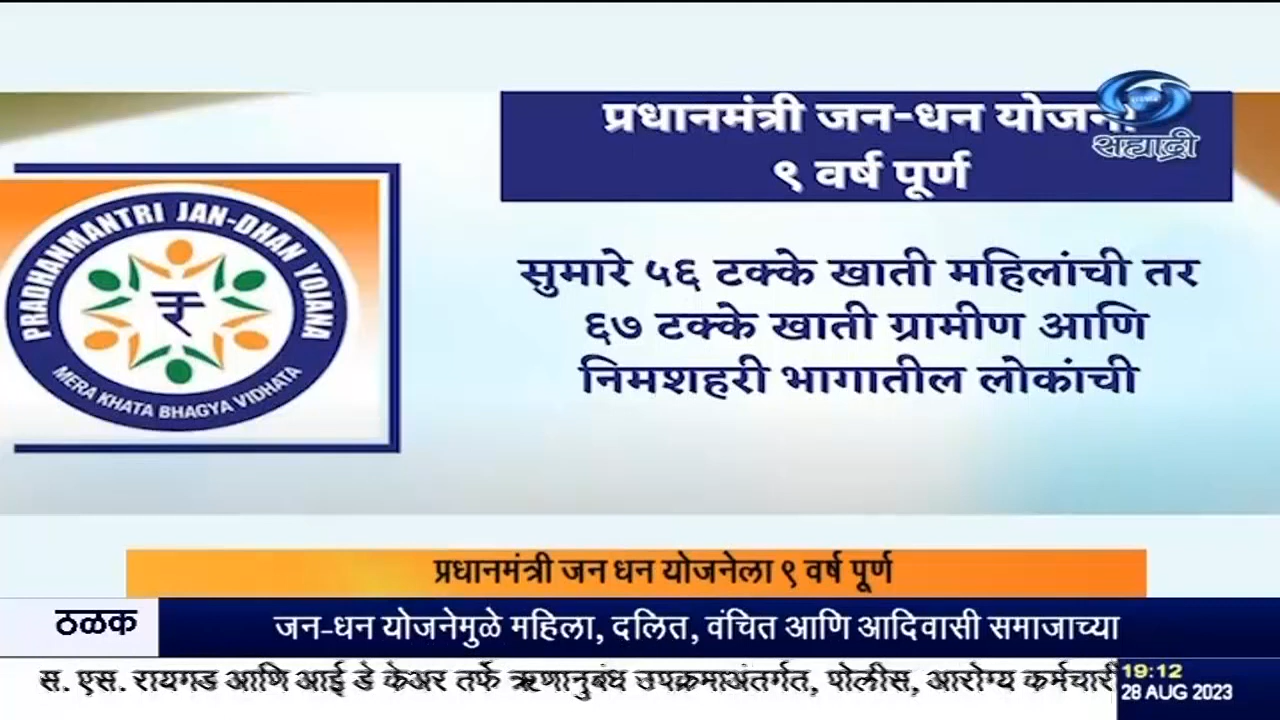 प्रधानमंत्री जन-धन योजना
९ वर्ष पूर्ण
सह्याद्री
PRADHANMANTRI JAN-DHAN YOJANA
MERA KHATA BHAGYA VIDHATA
सुमारे ५६ टक्के खाती महिलांची तर
६७ टक्के खाती ग्रामीण आणि
निमशहरी भागातील लोकांची
प्रधानमंत्री जन धन योजनेला ९ वर्ष पूर्ण
ठळक
जन-धन योजनेमुळे महिला, दलित, वंचित आणि आदिवासी समाजाच्या
स. एस. रायगड आणि आई डे केअर तर्फे ऋणानुबंध उपक्रमाअंतर्गत, पोलीस, आरोग्य कर्मचारी
19:12
28 AUG 2023